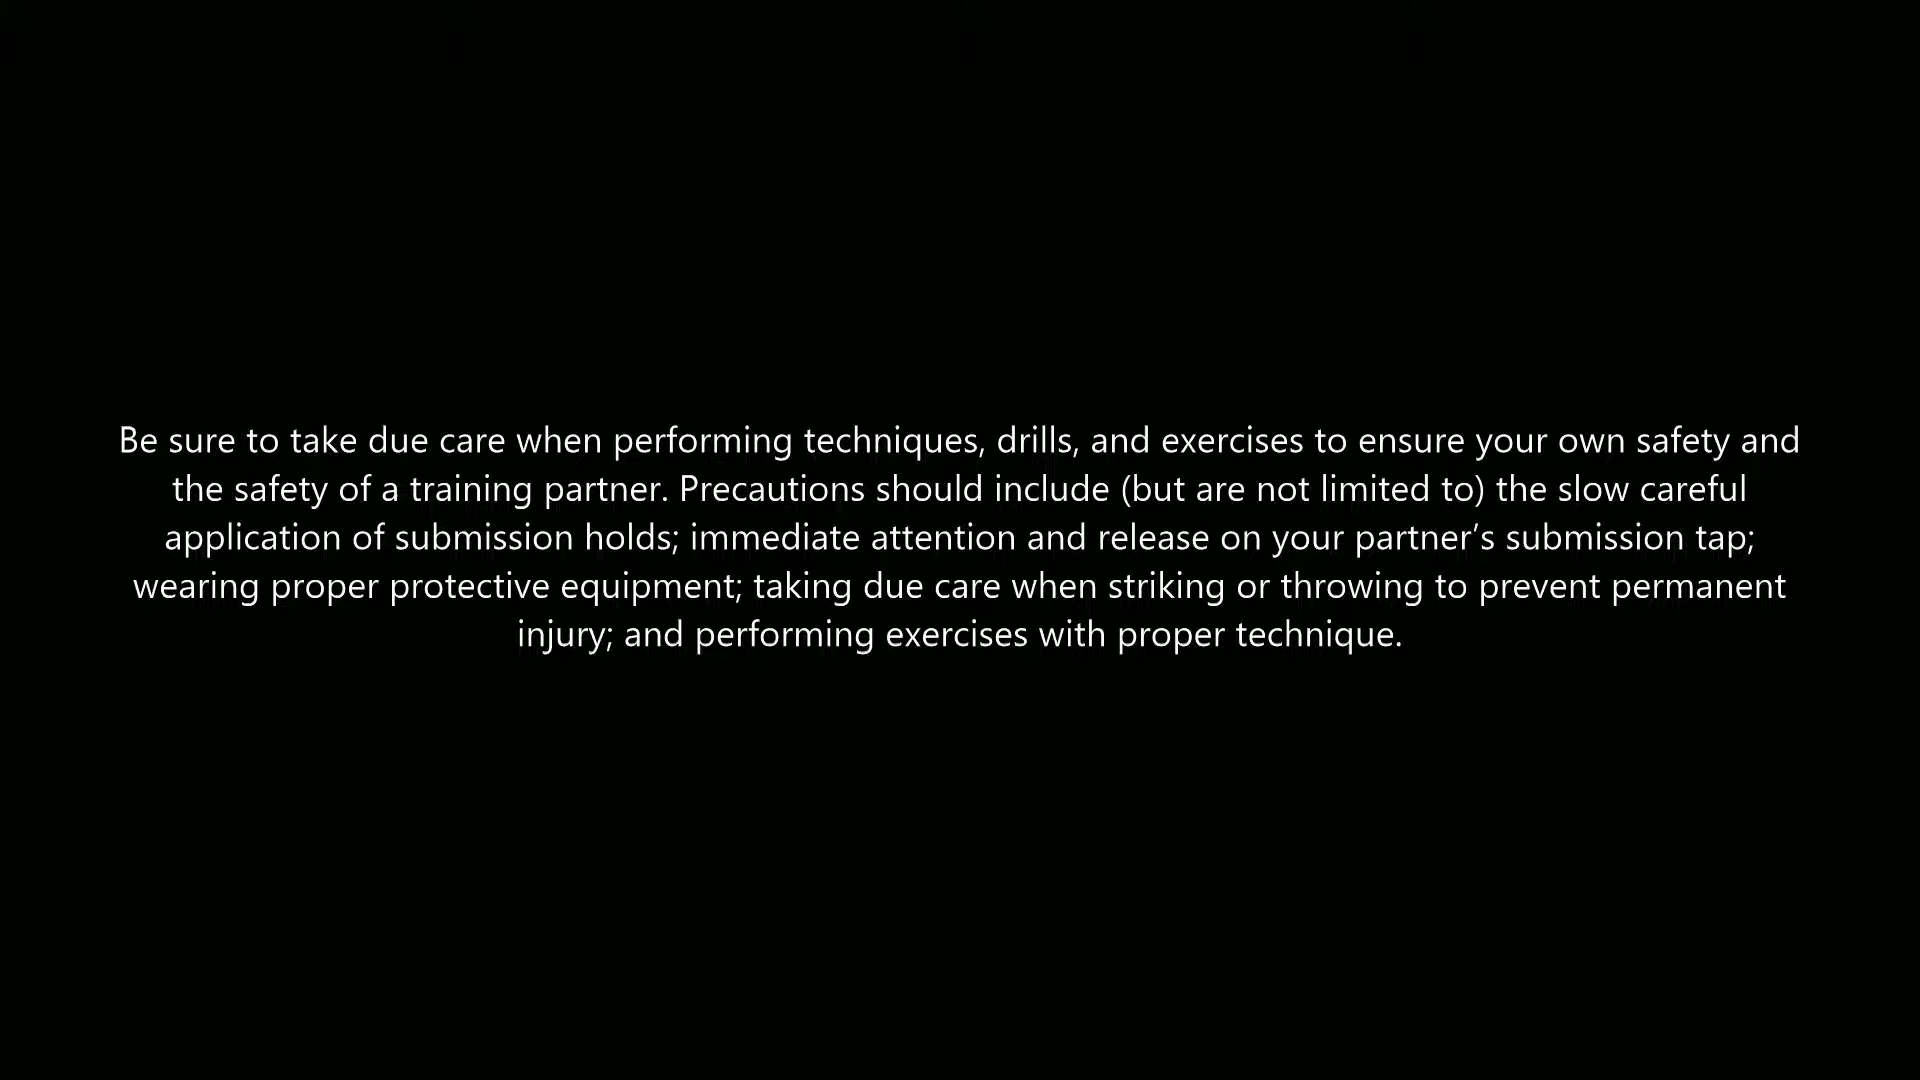 Be sure to take due care when performing techniques, drills, and exercises to ensure your own safety and
the safety of a training partner. Precautions should include (but are not limited to) the slow careful
application of submission holds; immediate attention and release on your partner’s submission tap;
wearing proper protective equipment; taking due care when striking or throwing to prevent permanent
injury; and performing exercises with proper technique.